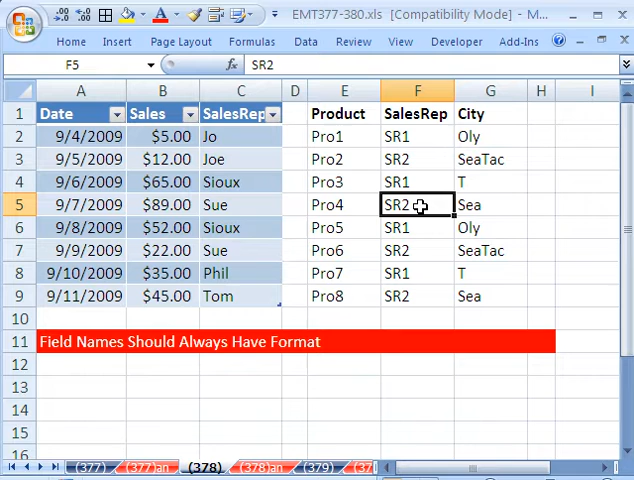 EMT377-380.xls [Compatibility Mode] - M...
Home Insert Page Layout Formulas Data Review View Developer Add-Ins
F5 fx SR2
A B C D E F G H I
1 Date Sales SalesRep Product SalesRep City
2 9/4/2009 $5.00 Jo Pro1 SR1 Oly
3 9/5/2009 $12.00 Joe Pro2 SR2 SeaTac
4 9/6/2009 $65.00 Sioux Pro3 SR1 T
5 9/7/2009 $89.00 Sue Pro4 SR2 Sea
6 9/8/2009 $52.00 Sioux Pro5 SR1 Oly
7 9/9/2009 $22.00 Sue Pro6 SR2 SeaTac
8 9/10/2009 $35.00 Phil Pro7 SR1 T
9 9/11/2009 $45.00 Tom Pro8 SR2 Sea
10
11 Field Names Should Always Have Format
12
13
14
15
16
(377) (377)an (378) (378)an (379) (37